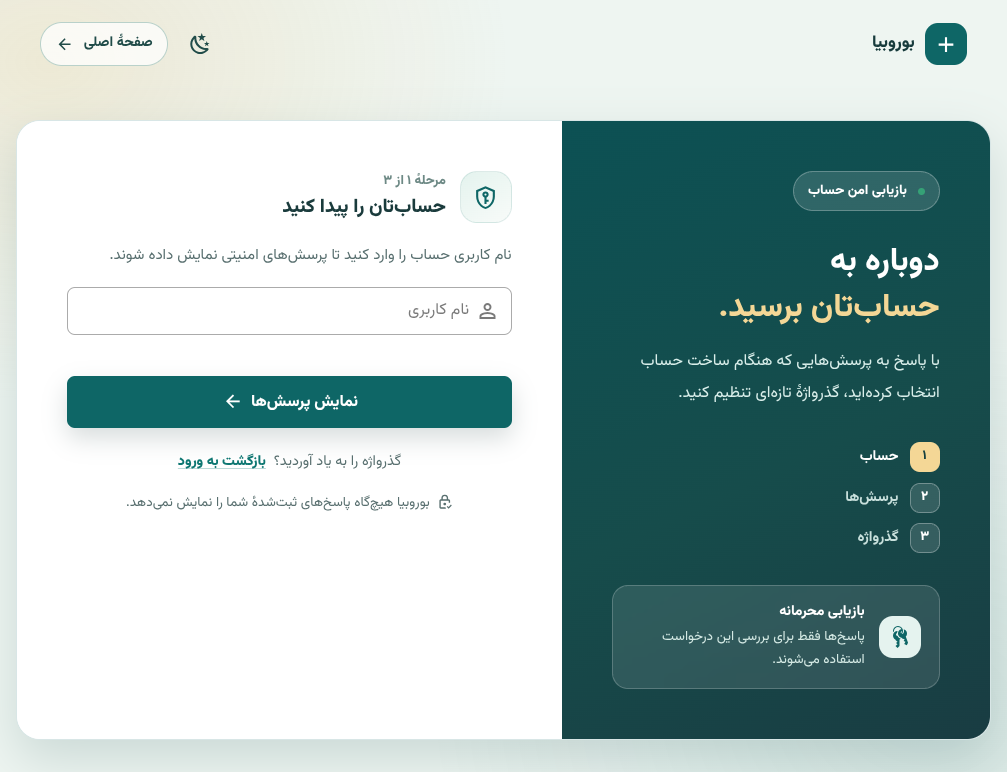 بوروبیا
صفحهٔ اصلی
بازیابی امن حساب
دوباره به
حساب‌تان برسید.
با پاسخ به پرسش‌هایی که هنگام ساخت حساب
انتخاب کرده‌اید، گذرواژهٔ تازه‌ای تنظیم کنید.
۱ حساب
۲ پرسش‌ها
۳ گذرواژه
بازیابی محرمانه
پاسخ‌ها فقط برای بررسی این درخواست
استفاده می‌شوند.
مرحلهٔ ۱ از ۳
حساب‌تان را پیدا کنید
نام کاربری حساب را وارد کنید تا پرسش‌های امنیتی نمایش داده شوند.
نام کاربری
نمایش پرسش‌ها
گذرواژه را به یاد آوردید؟ بازگشت به ورود
بوروبیا هیچ‌گاه پاسخ‌های ثبت‌شدهٔ شما را نمایش نمی‌دهد.